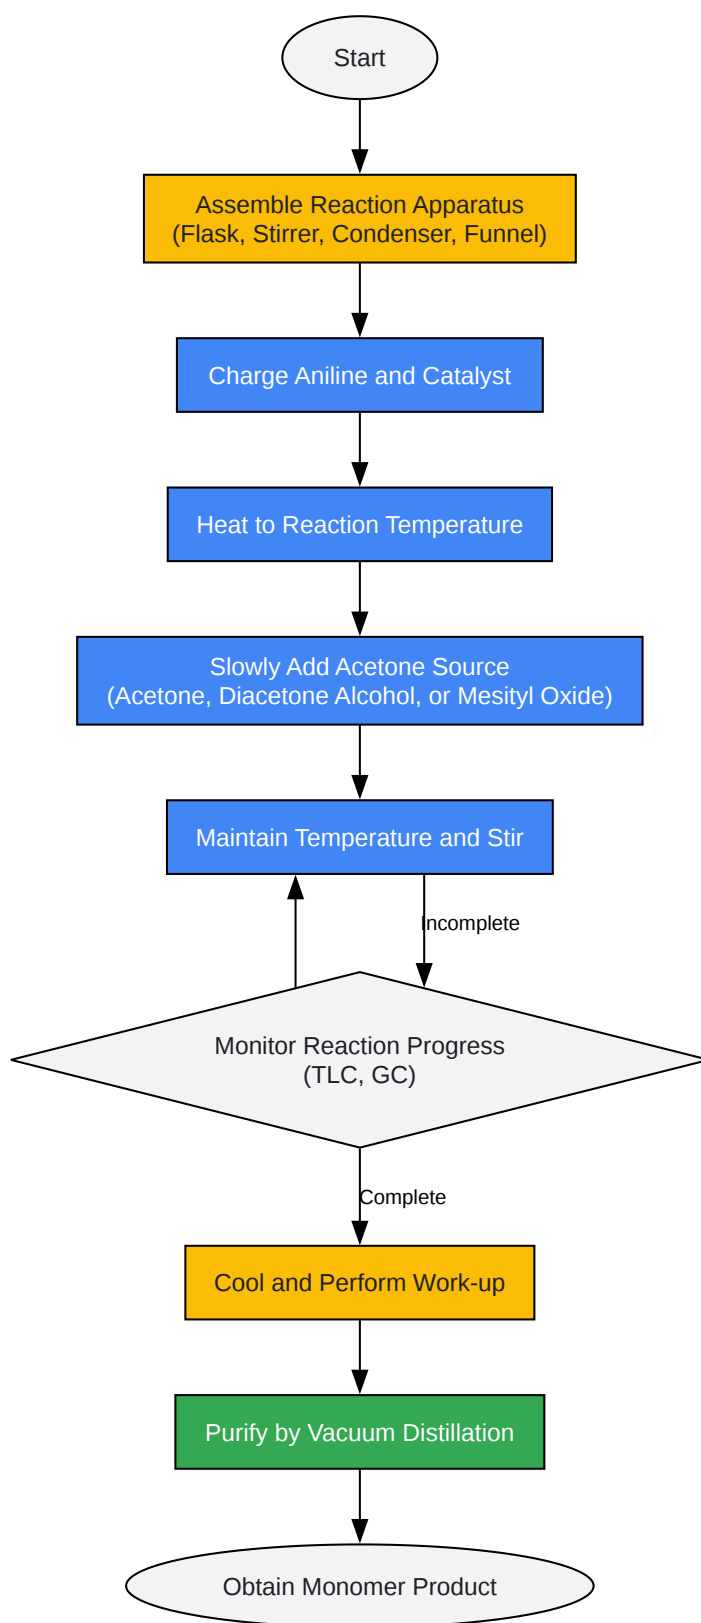 Start
Assemble Reaction Apparatus
(Flask, Stirrer, Condenser, Funnel)
Charge Aniline and Catalyst
Heat to Reaction Temperature
Slowly Add Acetone Source
(Acetone, Diacetone Alcohol, or Mesityl Oxide)
Maintain Temperature and Stir
Incomplete
Monitor Reaction Progress
(TLC, GC)
Complete
Cool and Perform Work-up
Purify by Vacuum Distillation
Obtain Monomer Product